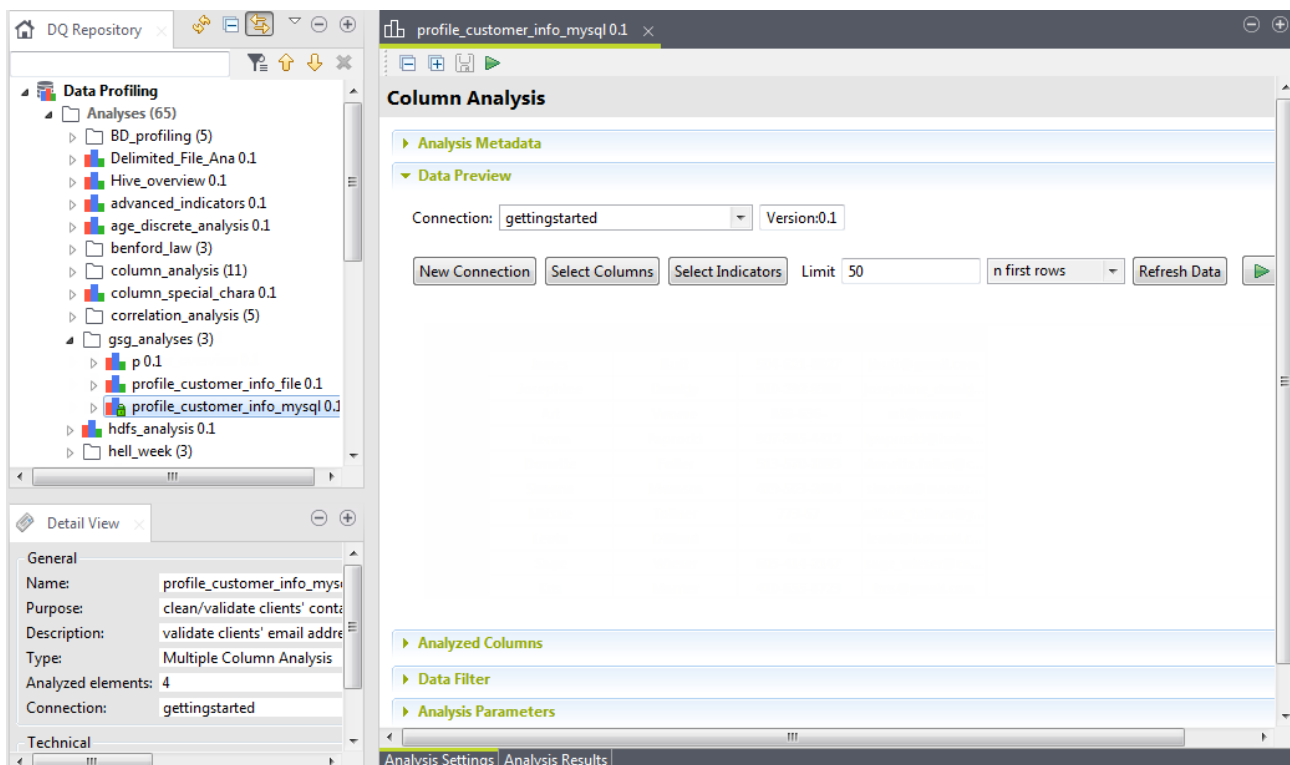 DQ Repository
Data Profiling
Analyses (65)
BD_profiling (5)
Delimited_File_Ana 0.1
Hive_overview 0.1
advanced_indicators 0.1
age_discrete_analysis 0.1
benford_law (3)
column_analysis (11)
column_special_chara 0.1
correlation_analysis (5)
gsg_analyses (3)
p 0.1
profile_customer_info_file 0.1
profile_customer_info_mysql 0.1
hdfs_analysis 0.1
hell_week (3)
Detail View
General
Name: profile_customer_info_mys
Purpose: clean/validate clients' conta
Description: validate clients' email addre
Type: Multiple Column Analysis
Analyzed elements: 4
Connection: gettingstarted
Technical
profile_customer_info_mysql 0.1
Column Analysis
Analysis Metadata
Data Preview
Connection: gettingstarted Version:0.1
New Connection Select Columns Select Indicators Limit 50 n first rows Refresh Data
Analyzed Columns
Data Filter
Analysis Parameters
Analysis Settings Analysis Results